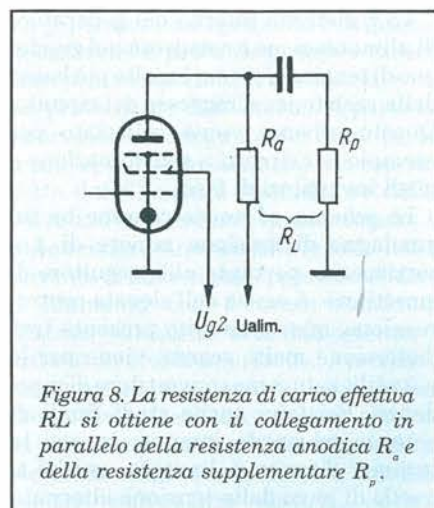 Ra
Rp
RL
Ug2 Ualim.
Figura 8. La resistenza di carico effettiva
RL si ottiene con il collegamento in
parallelo della resistenza anodica Ra e
della resistenza supplementare Rp.